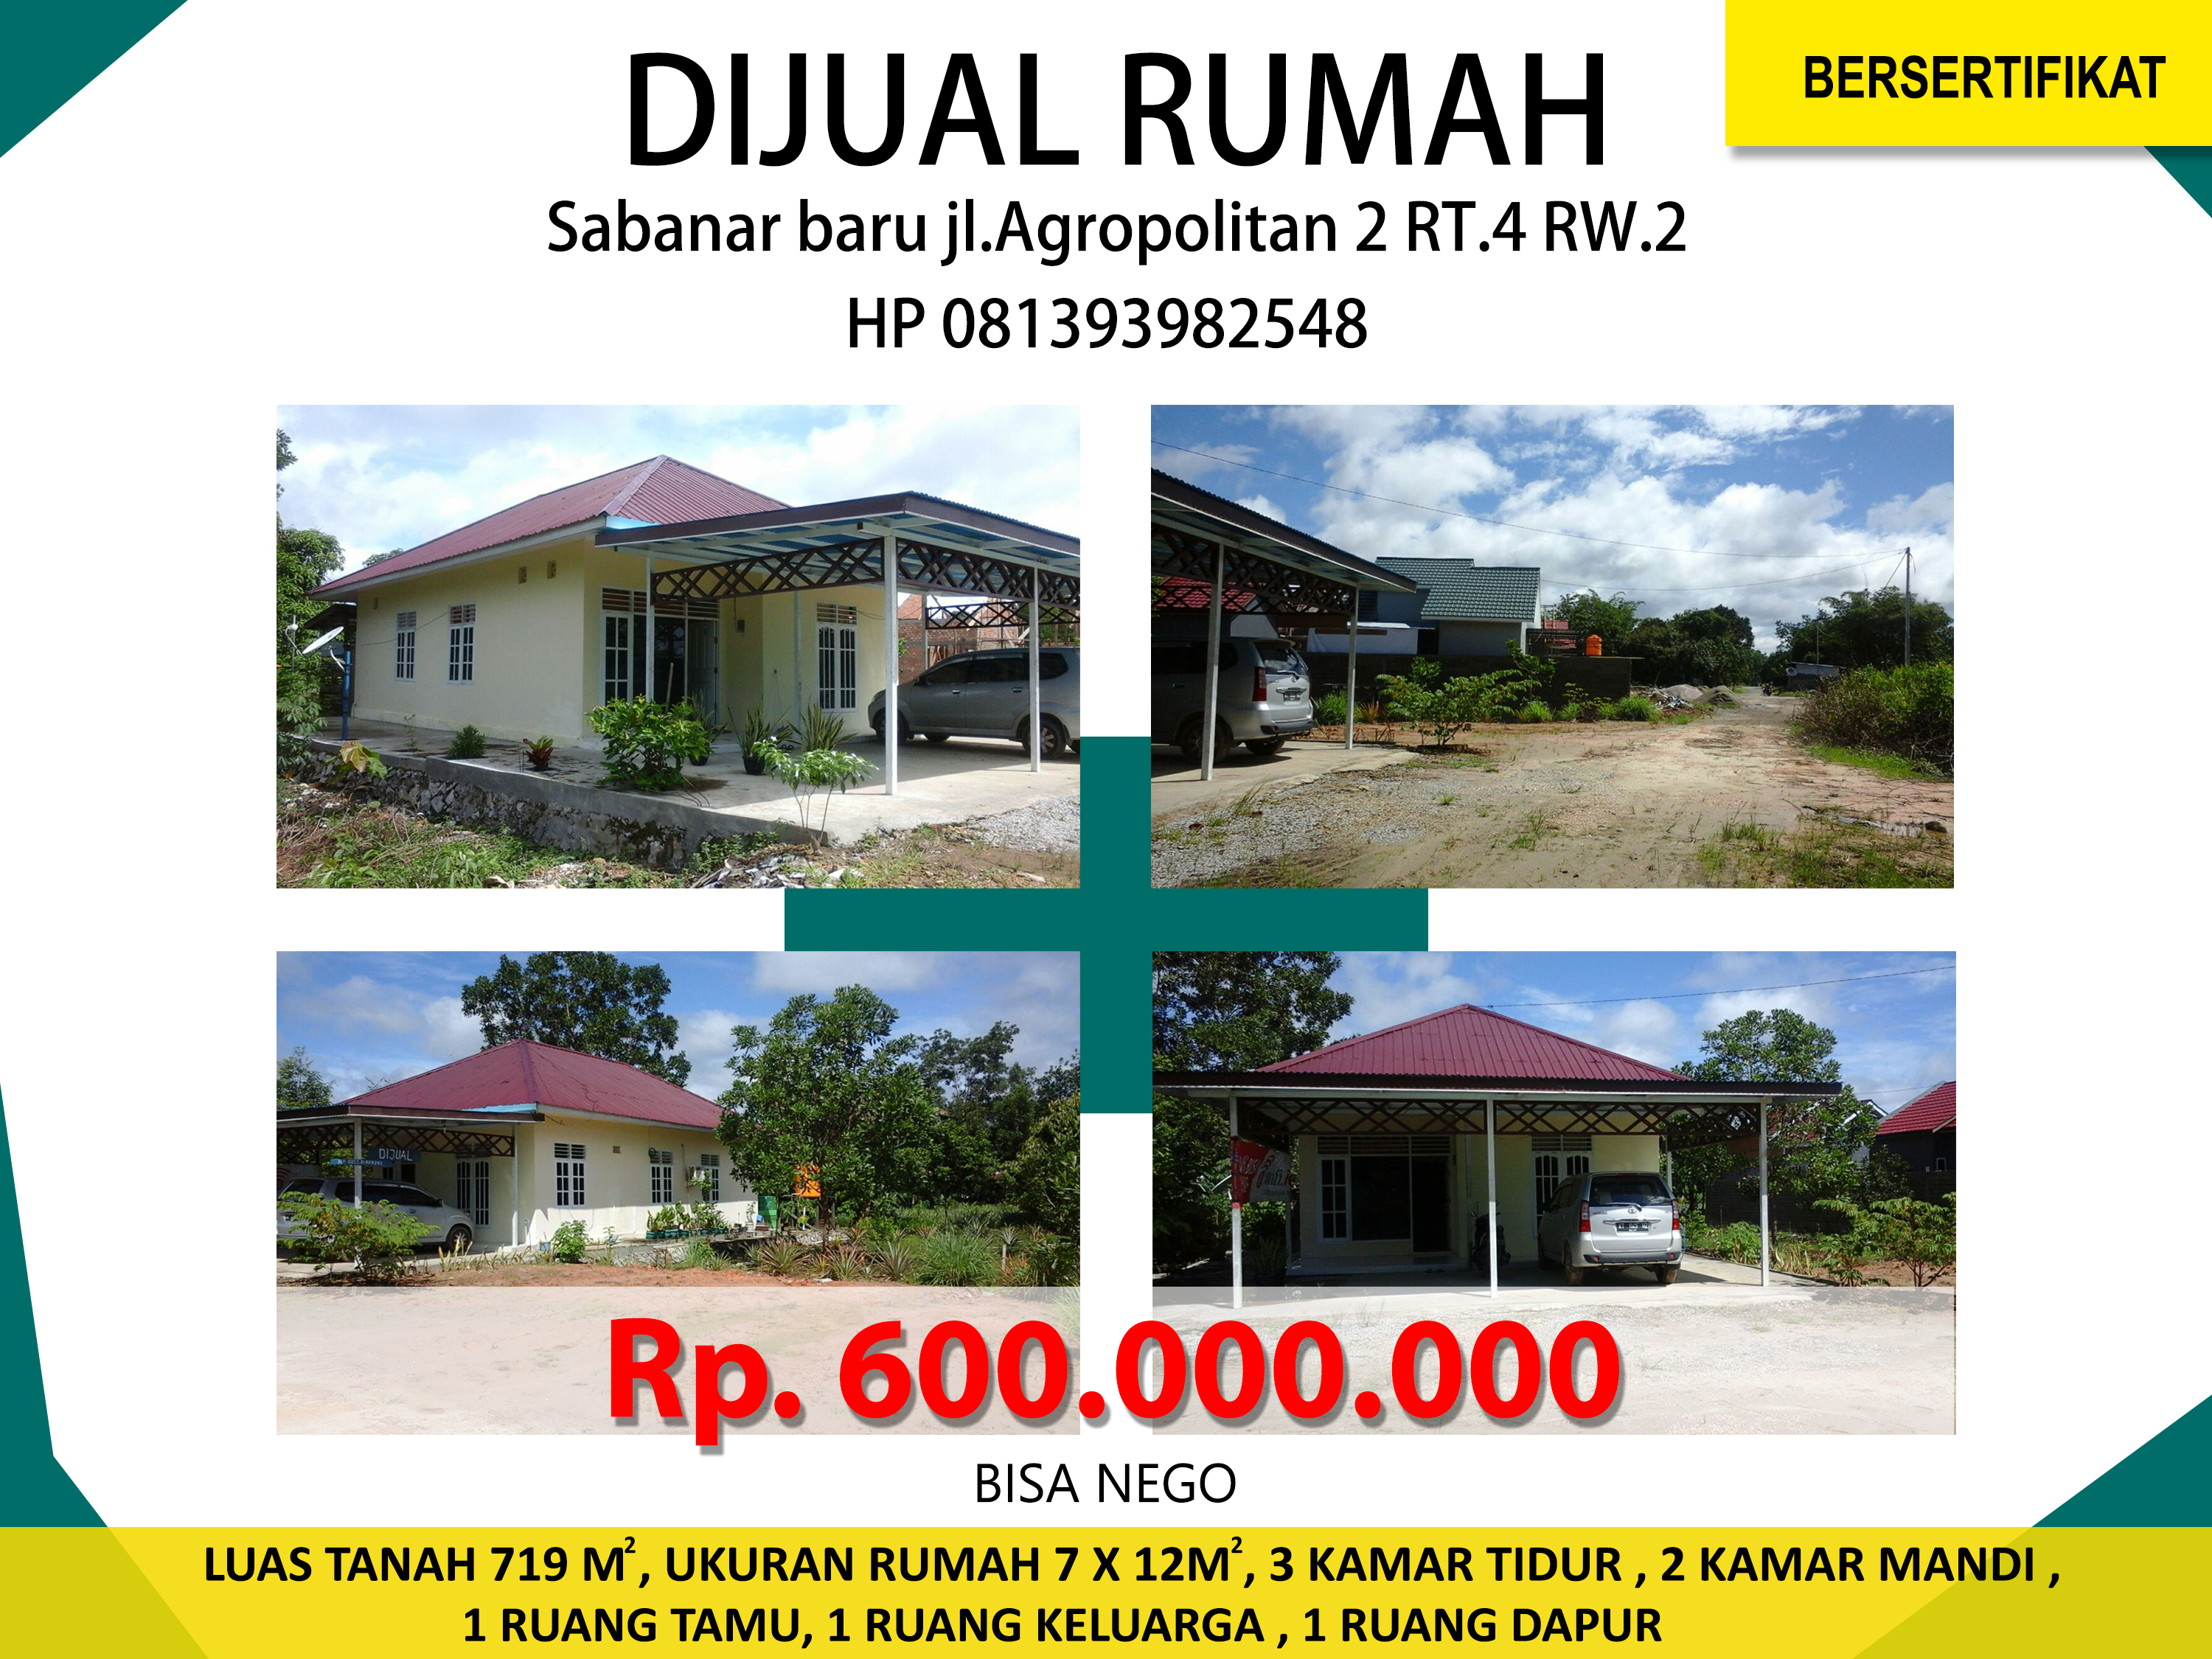 BERSERTIFIKAT
DIJUAL RUMAH
Sabanar baru jl.Agropolitan 2 RT.4 RW.2
HP 081393982548
DIJUAL
Rp. 600.000.000
BISA NEGO
LUAS TANAH 719 M², UKURAN RUMAH 7 X 12M², 3 KAMAR TIDUR , 2 KAMAR MANDI ,
1 RUANG TAMU, 1 RUANG KELUARGA , 1 RUANG DAPUR